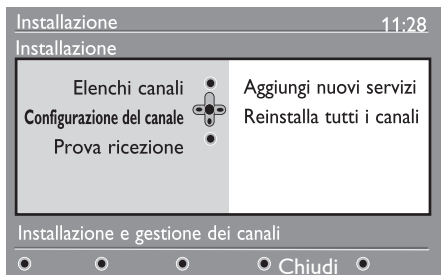 Installazione 11:28
Installazione
Elenchi canali
Configurazione del canale
Prova ricezione
Aggiungi nuovi servizi
Reinstalla tutti i canali
Installazione e gestione dei canali
Chiudi